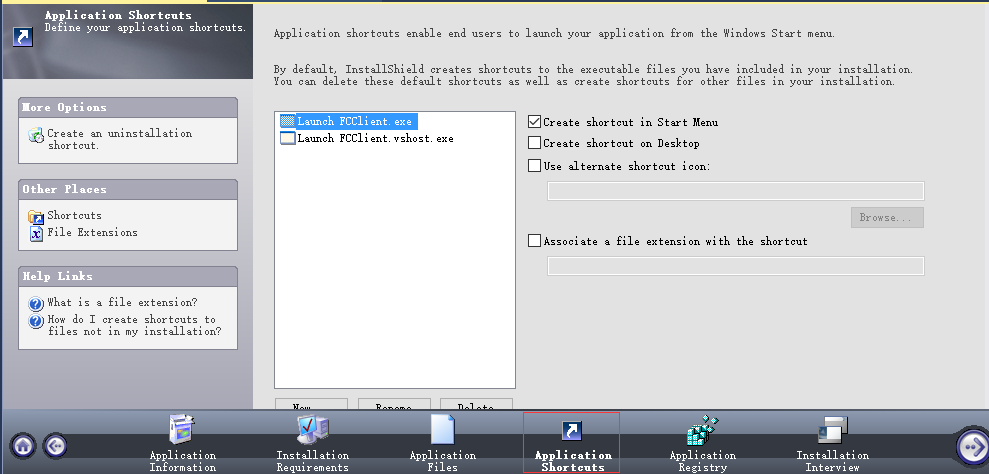 Application Shortcuts
Define your application shortcuts.
More Options
Create an uninstallation
shortcut.
Other Places
Shortcuts
File Extensions
Help Links
What is a file extension?
How do I create shortcuts to
files not in my installation?
Application shortcuts enable end users to launch your application from the Windows Start menu.
By default, InstallShield creates shortcuts to the executable files you have included in your installation.
You can delete these default shortcuts as well as create shortcuts for other files in your installation.
Launch FCClient.exe
Launch FCClient.vshost.exe
Create shortcut in Start Menu
Create shortcut on Desktop
Use alternate shortcut icon:
Browse...
Associate a file extension with the shortcut
New... Rename Delete
Application
Information
Installation
Requirements
Application
Files
Application
Shortcuts
Application
Registry
Installation
Interview